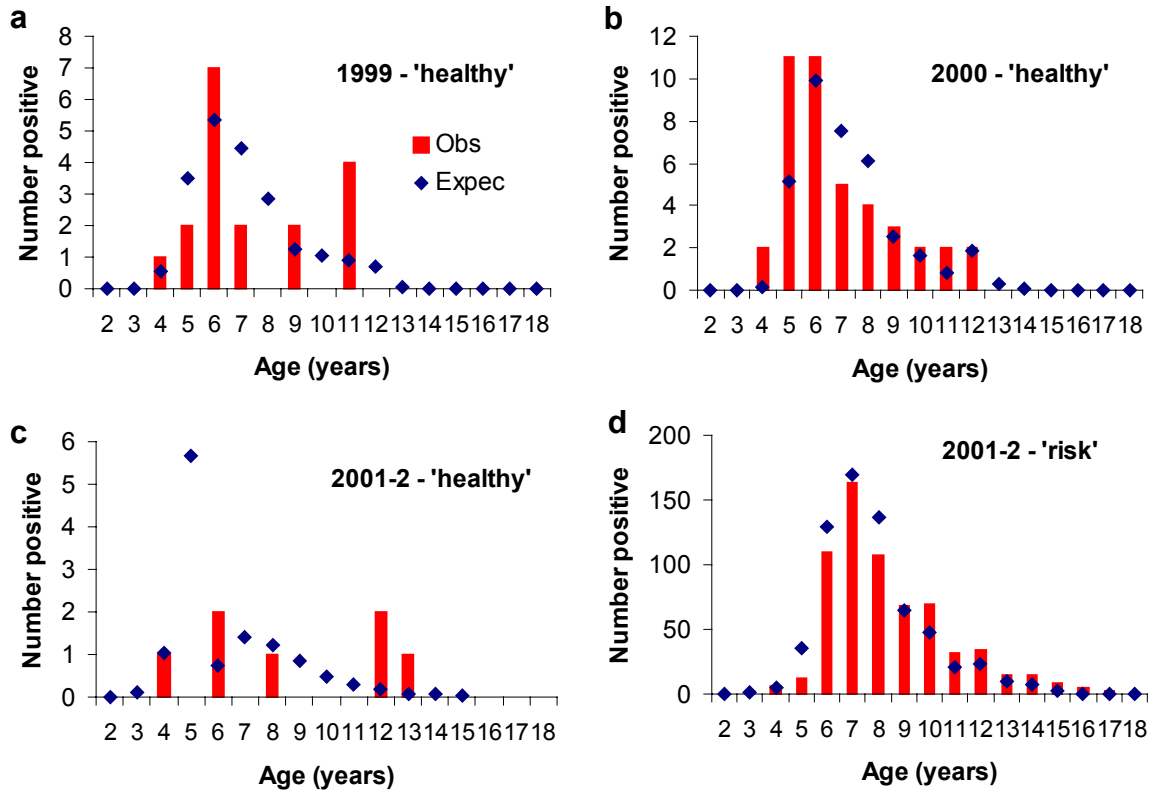 a
Number positive
8
7
6
5
4
3
2
1
0
1999 - 'healthy'
Obs
Expec
2 3 4 5 6 7 8 9 10 11 12 13 14 15 16 17 18
Age (years)
b
Number positive
12
10
8
6
4
2
0
2000 - 'healthy'
2 3 4 5 6 7 8 9 10 11 12 13 14 15 16 17 18
Age (years)
c
Number positive
6
5
4
3
2
1
0
2001-2 - 'healthy'
2 3 4 5 6 7 8 9 10 11 12 13 14 15 16 17 18
Age (years)
d
Number positive
200
150
100
50
0
2001-2 - 'risk'
2 3 4 5 6 7 8 9 10 11 12 13 14 15 16 17 18
Age (years)